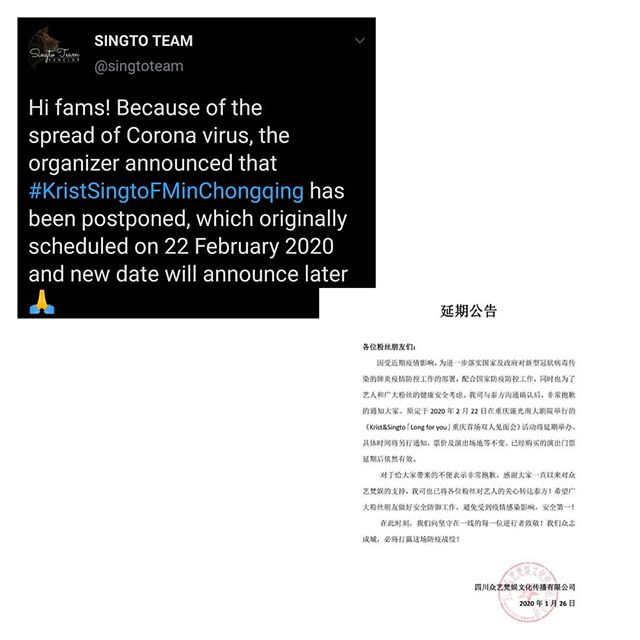 SINGTO TEAM
@singtoteam
Hi fams! Because of the
spread of Corona virus, the
organizer announced that
#KristSingtoFMinChongqing has
been postponed, which originally
scheduled on 22 February 2020
and new date will announce later
🙏
延期公告
各位粉丝朋友们：
因受近期疫情影响，为进一步落实国家及政府对新型冠状病毒传
染的肺炎疫情防控工作的部署，配合国家防疫防控工作，同时也为了
艺人和广大粉丝的健康安全考虑，我司与泰方沟通确认后，非常抱歉
的通知大家，原定于 2020 年 2 月 22 日在重庆施光南大剧院举行的
《Krist&Singto「Long for you」重庆首场双人见面会》活动将延期举办。
具体时间将另行通知，票价及演出场地等不变。已经购买的演出门票
延期后依然有效。
对于给大家带来的不便表示非常抱歉，感谢大家一直以来对众
艺梵娱的支持，我司也已将各位粉丝对艺人的关心转达泰方！希望广
大粉丝朋友做好安全防御工作，避免受到疫情感染影响，安全第一！
在此时刻，我们向坚守在一线的每一位逆行者致敬！我们众志
成城，必将打赢这场防疫战役！
四川众艺梵娱文化传播有限公司
2020 年 1 月 26 日